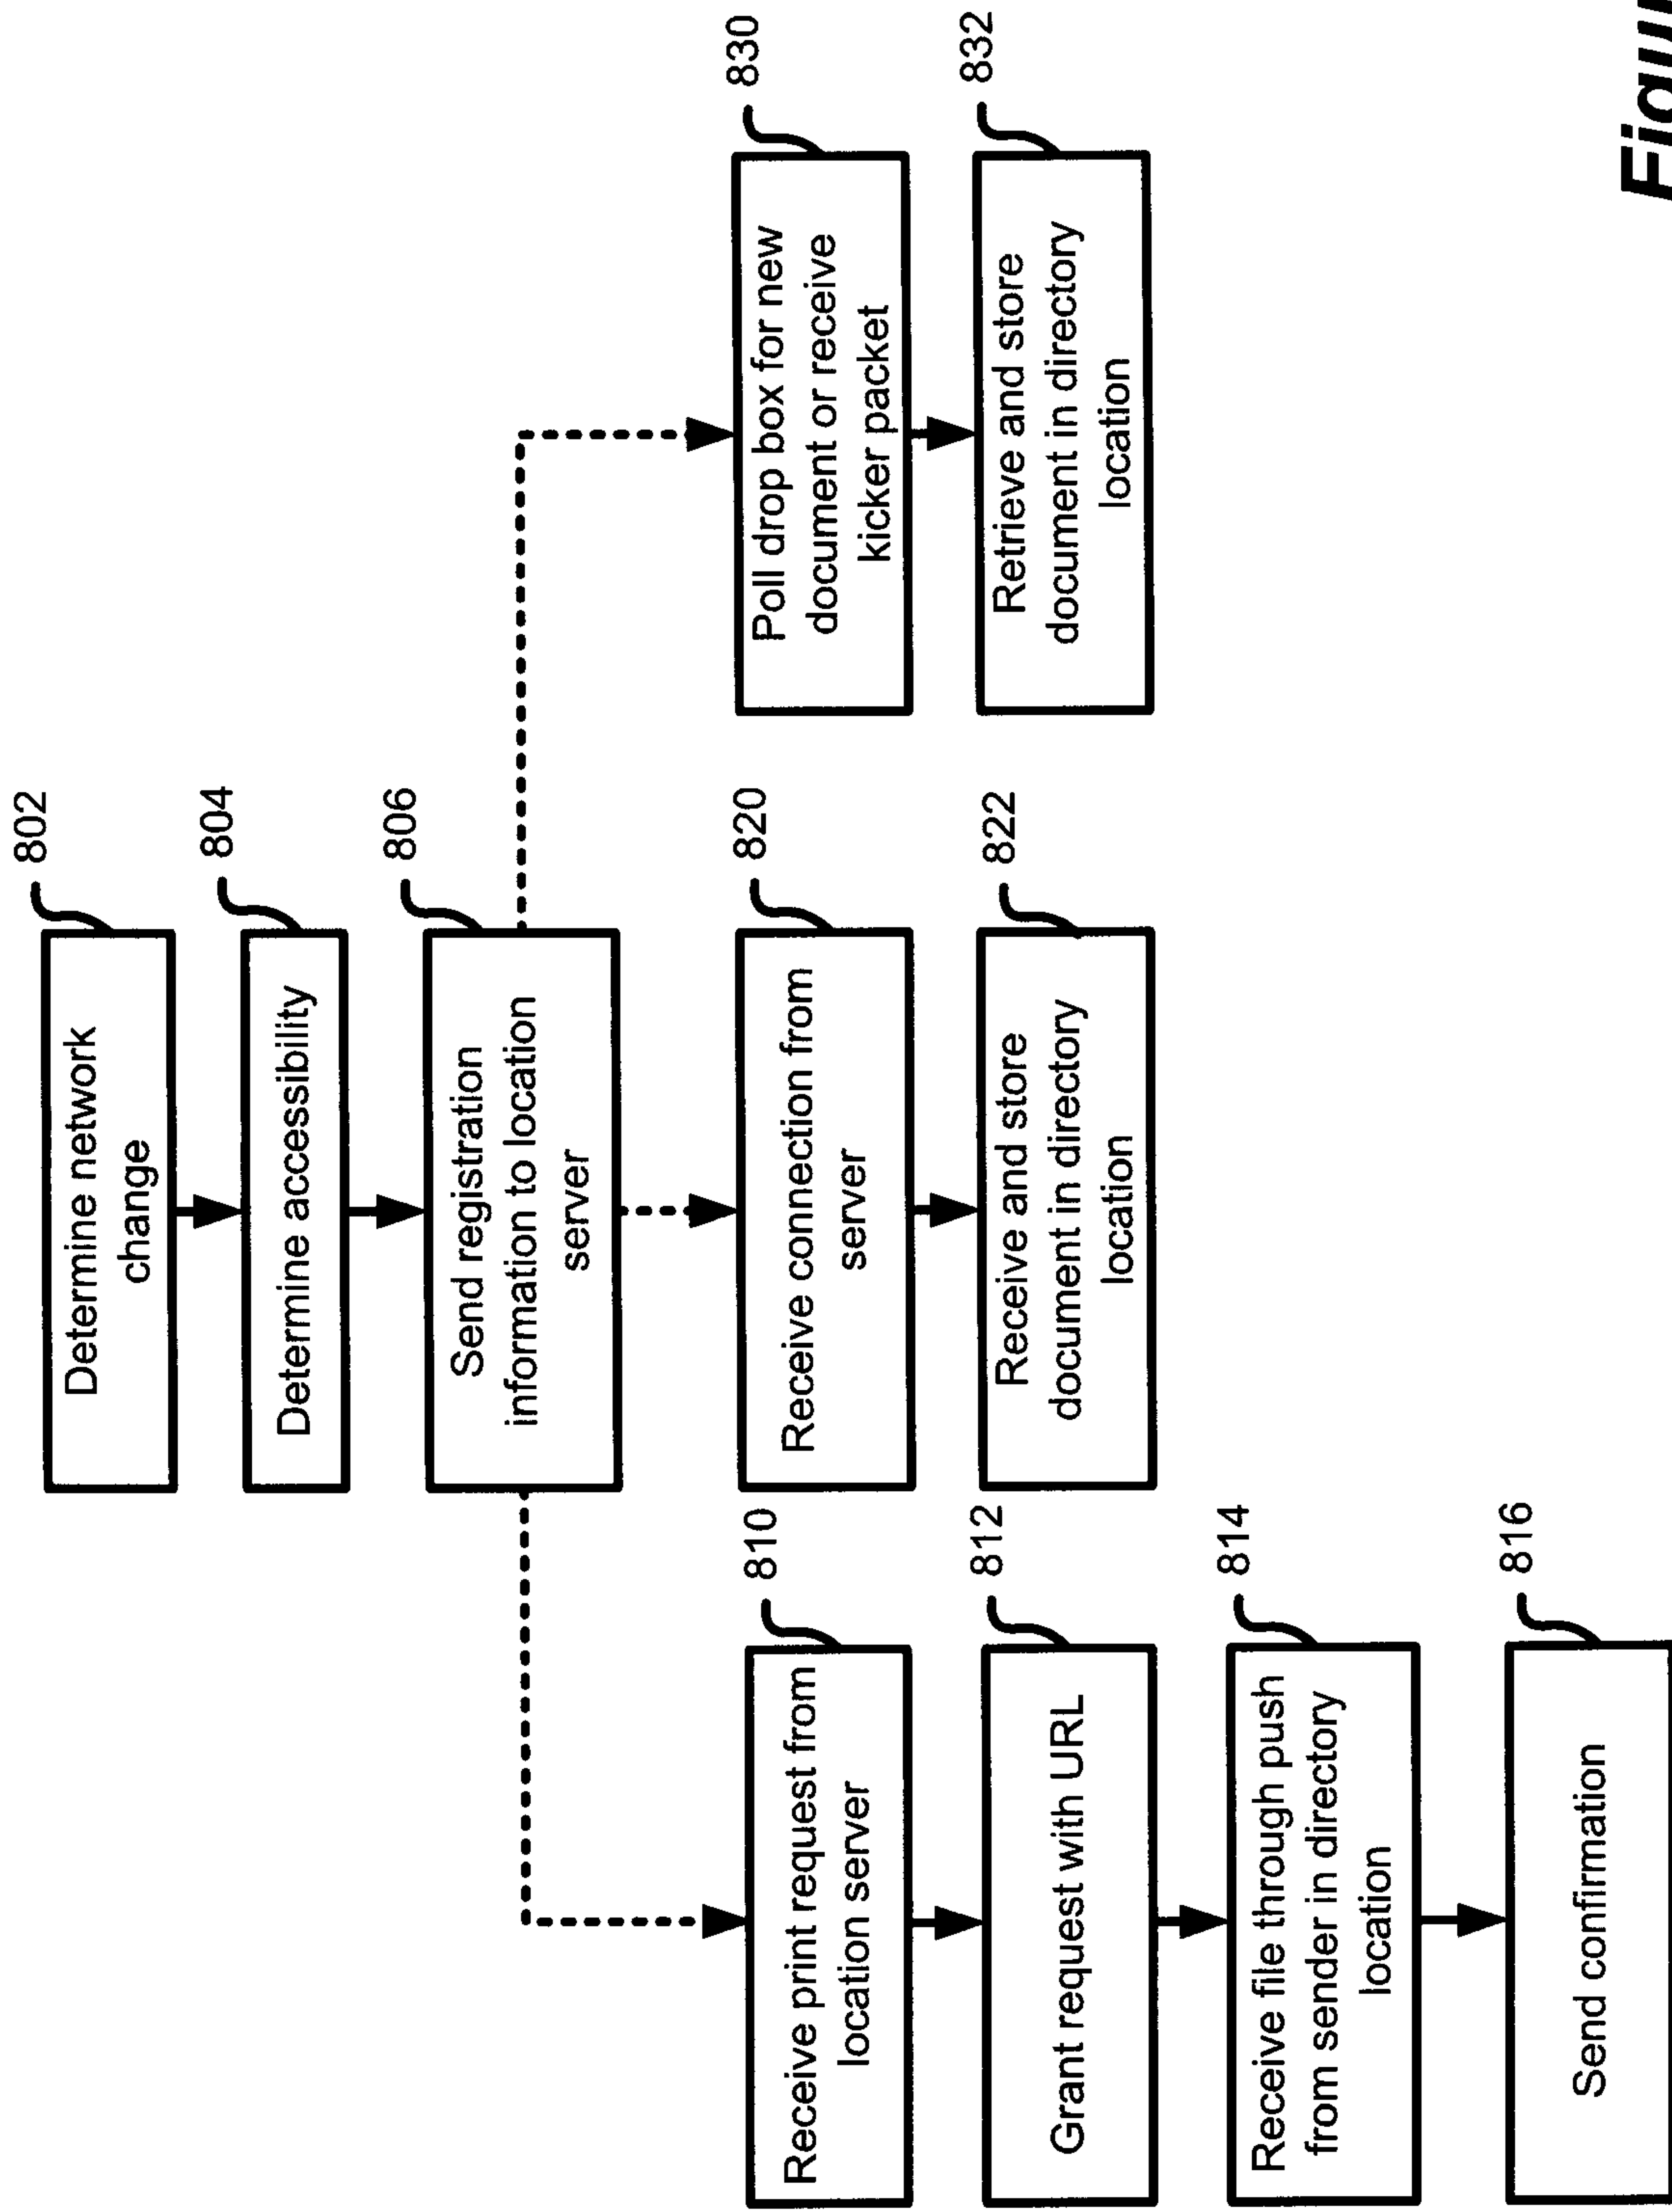 802
Determine network
change
804
Determine accessibility
806
Send registration
information to location
server
810
Receive print request from
location server
812
Grant request with URL
814
Receive file through push
from sender in directory
location
816
Send confirmation
820
Receive connection from
server
822
Receive and store
document in directory
location
830
Poll drop box for new
document or receive
kicker packet
832
Retrieve and store
document in directory
location